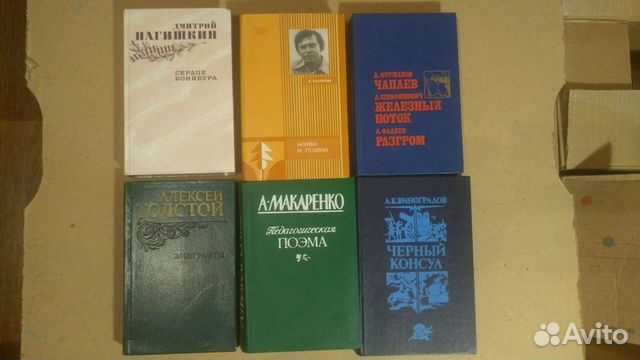 ДМИТРИЙ
НАГИШКИН
СЕРДЦЕ
БОНИВУРА
В. РАСПУТИН
ЖИВИ И ПОМНИ
Д. ФУРМАНОВ
ЧАПАЕВ
А. СЕРАФИМОВИЧ
ЖЕЛЕЗНЫЙ
ПОТОК
А. ФАДЕЕВ
РАЗГРОМ
АЛЕКСЕЙ
ТОЛСТОЙ
ЭМИГРАНТЫ
А·МАКАРЕНКО
Педагогическая
ПОЭМА
А.К.ВИНОГРАДОВ
ЧЕРНЫЙ
КОНСУЛ
Avito